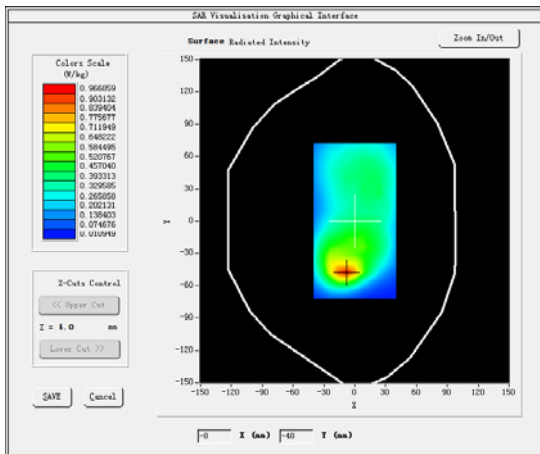 SAR Visualisation Graphical Interface
Surface Radiated Intensity
Zoom In/Out
Colors Scale
(W/kg)
0.966859
0.903132
0.839404
0.775677
0.711949
0.648222
0.584495
0.520767
0.457040
0.393313
0.329585
0.265858
0.202131
0.138403
0.074676
0.010949
Z-Cuts Control
<< Upper Cut
Z = 4.0 mm
Lower Cut >>
SAVE Cancel
150
120
90
60
30
0
-30
-60
-90
-120
-150
Y
-150 -120 -90 -60 -30 0 30 60 90 120 150
X
-8 X (mm) -48 Y (mm)